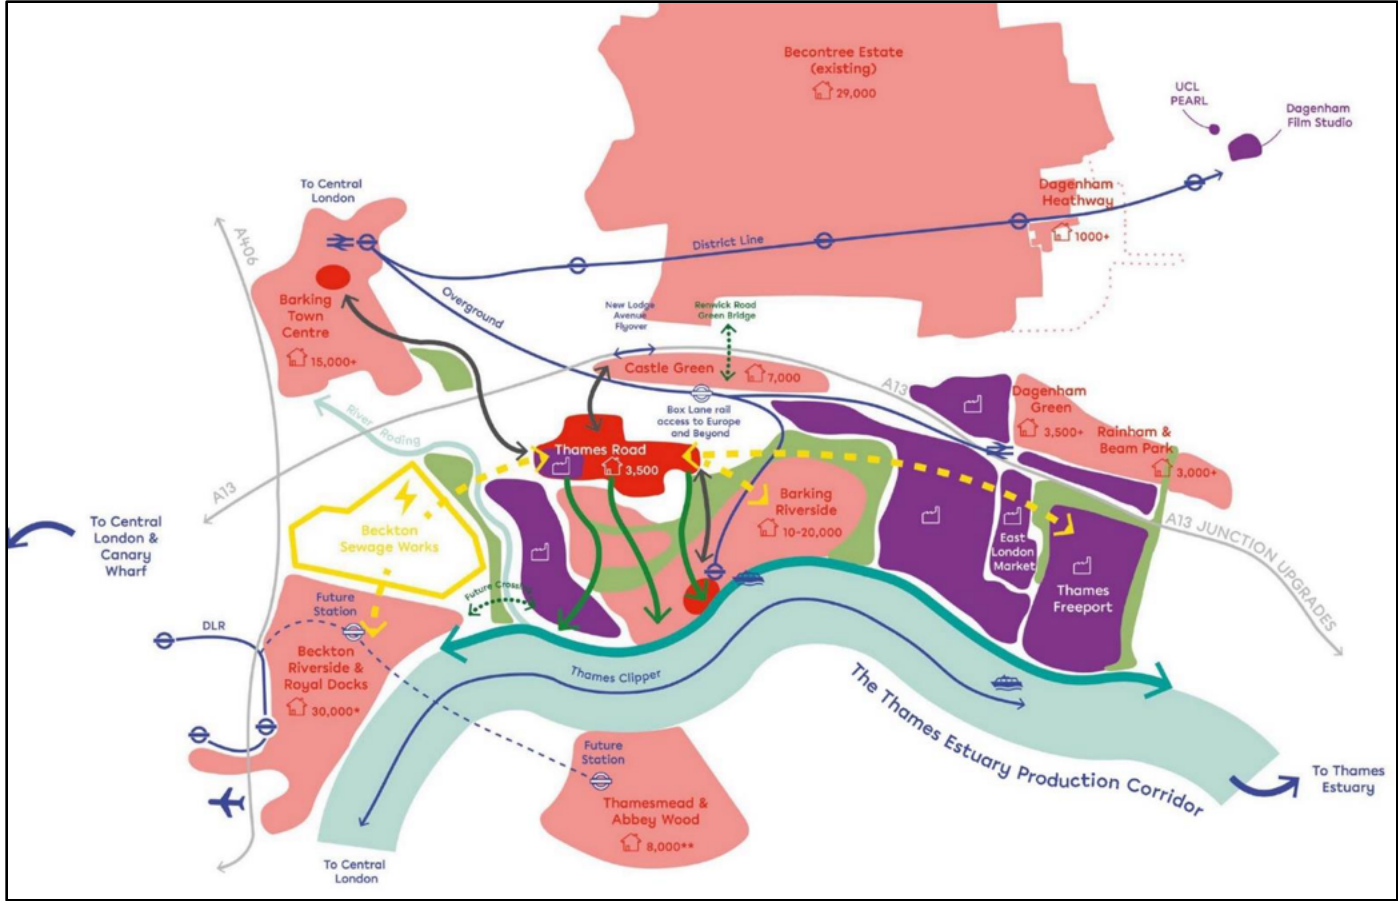 Becontree Estate
(existing)
29,000
UCL
PEARL
Dagenham
Film Studio
To Central
London
Dagenham
Heathway
1000+
A406
District Line
Overground
Barking
Town
Centre
15,000+
New Lodge
Avenue
Flyover
Renwick Road
Green Bridge
Castle Green
7,000
A13
Box Lane rail
access to Europe
and Beyond
Dagenham
Green
3,500+
Rainham &
Beam Park
3,000+
River Roding
Thames Road
3,500
A13
Barking
Riverside
10-20,000
To Central
London &
Canary
Wharf
Beckton
Sewage Works
East
London
Market
A13 JUNCTION UPGRADES
Thames
Freeport
Future Crossing
Future
Station
DLR
Beckton
Riverside &
Royal Docks
30,000*
Thames Clipper
The Thames Estuary Production Corridor
Future
Station
To Thames
Estuary
Thamesmead &
Abbey Wood
8,000**
To Central
London